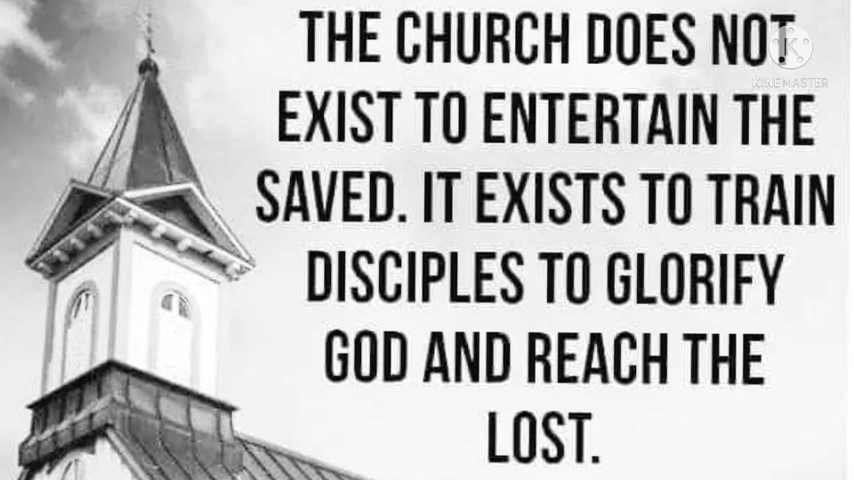 THE CHURCH DOES NOT
K
KINEMASTER
EXIST TO ENTERTAIN THE
SAVED. IT EXISTS TO TRAIN
DISCIPLES TO GLORIFY
GOD AND REACH THE
LOST.